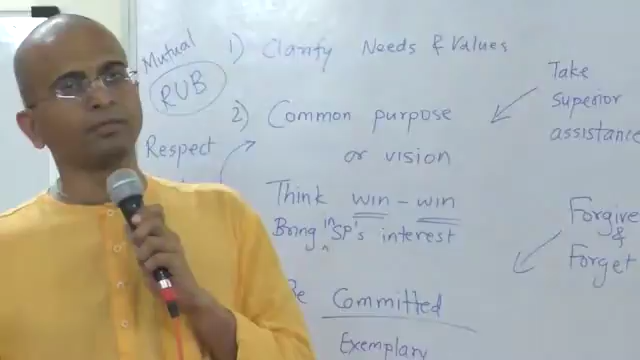 Mutual
RUB
Respect
1) Clarify Needs & Values
2) Common purpose
or vision
Think win - win
Bring in SP's interest
Committed
Exemplary
Take
superior
assistance
Forgive
&
Forget